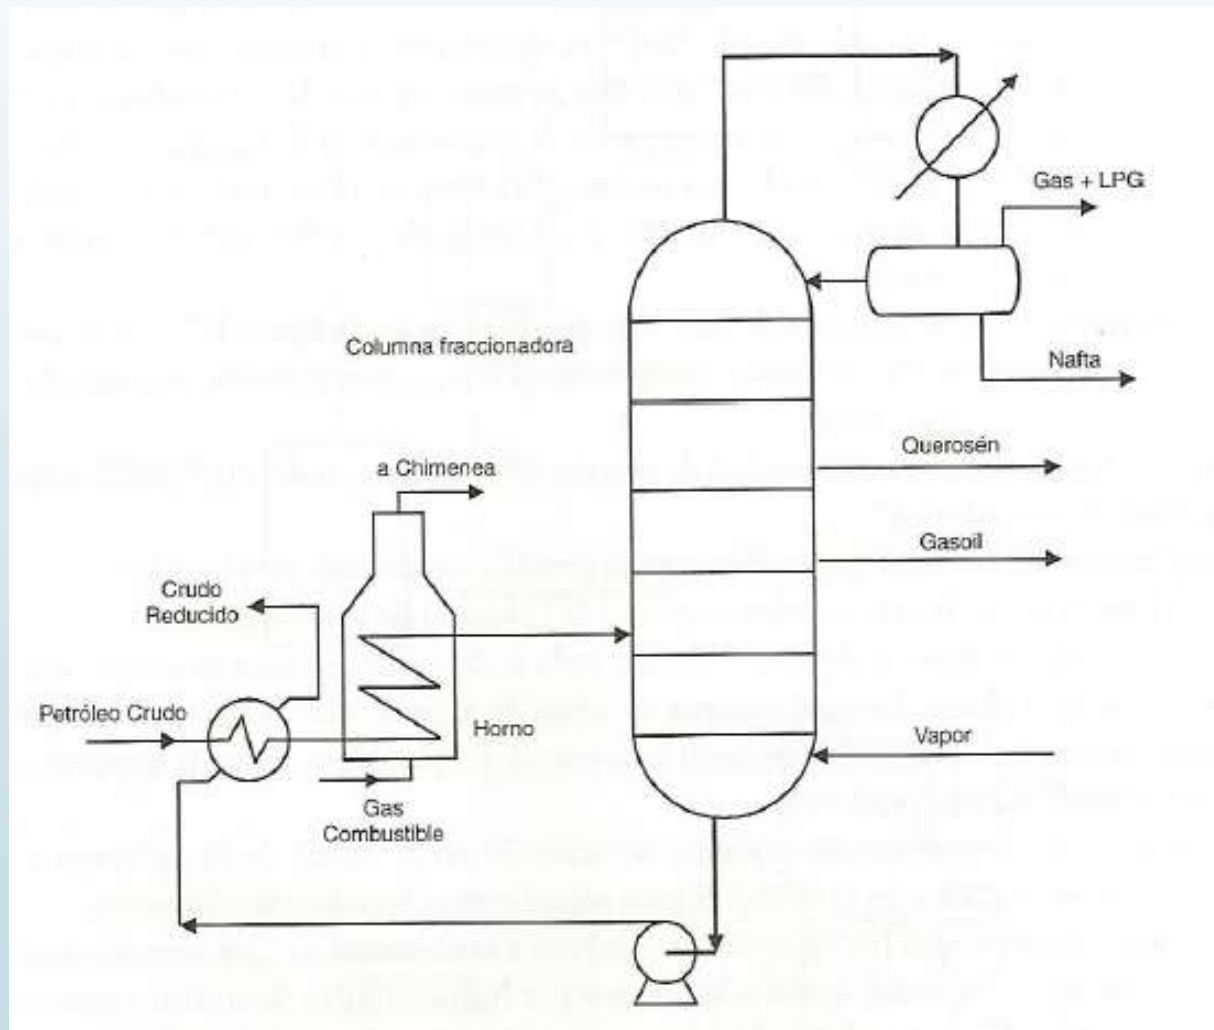 Gas + LPG
Columna fraccionadora
Nafta
Querosén
a Chimenea
Gasoil
Crudo
Reducido
Petróleo Crudo
Horno
Vapor
Gas
Combustible